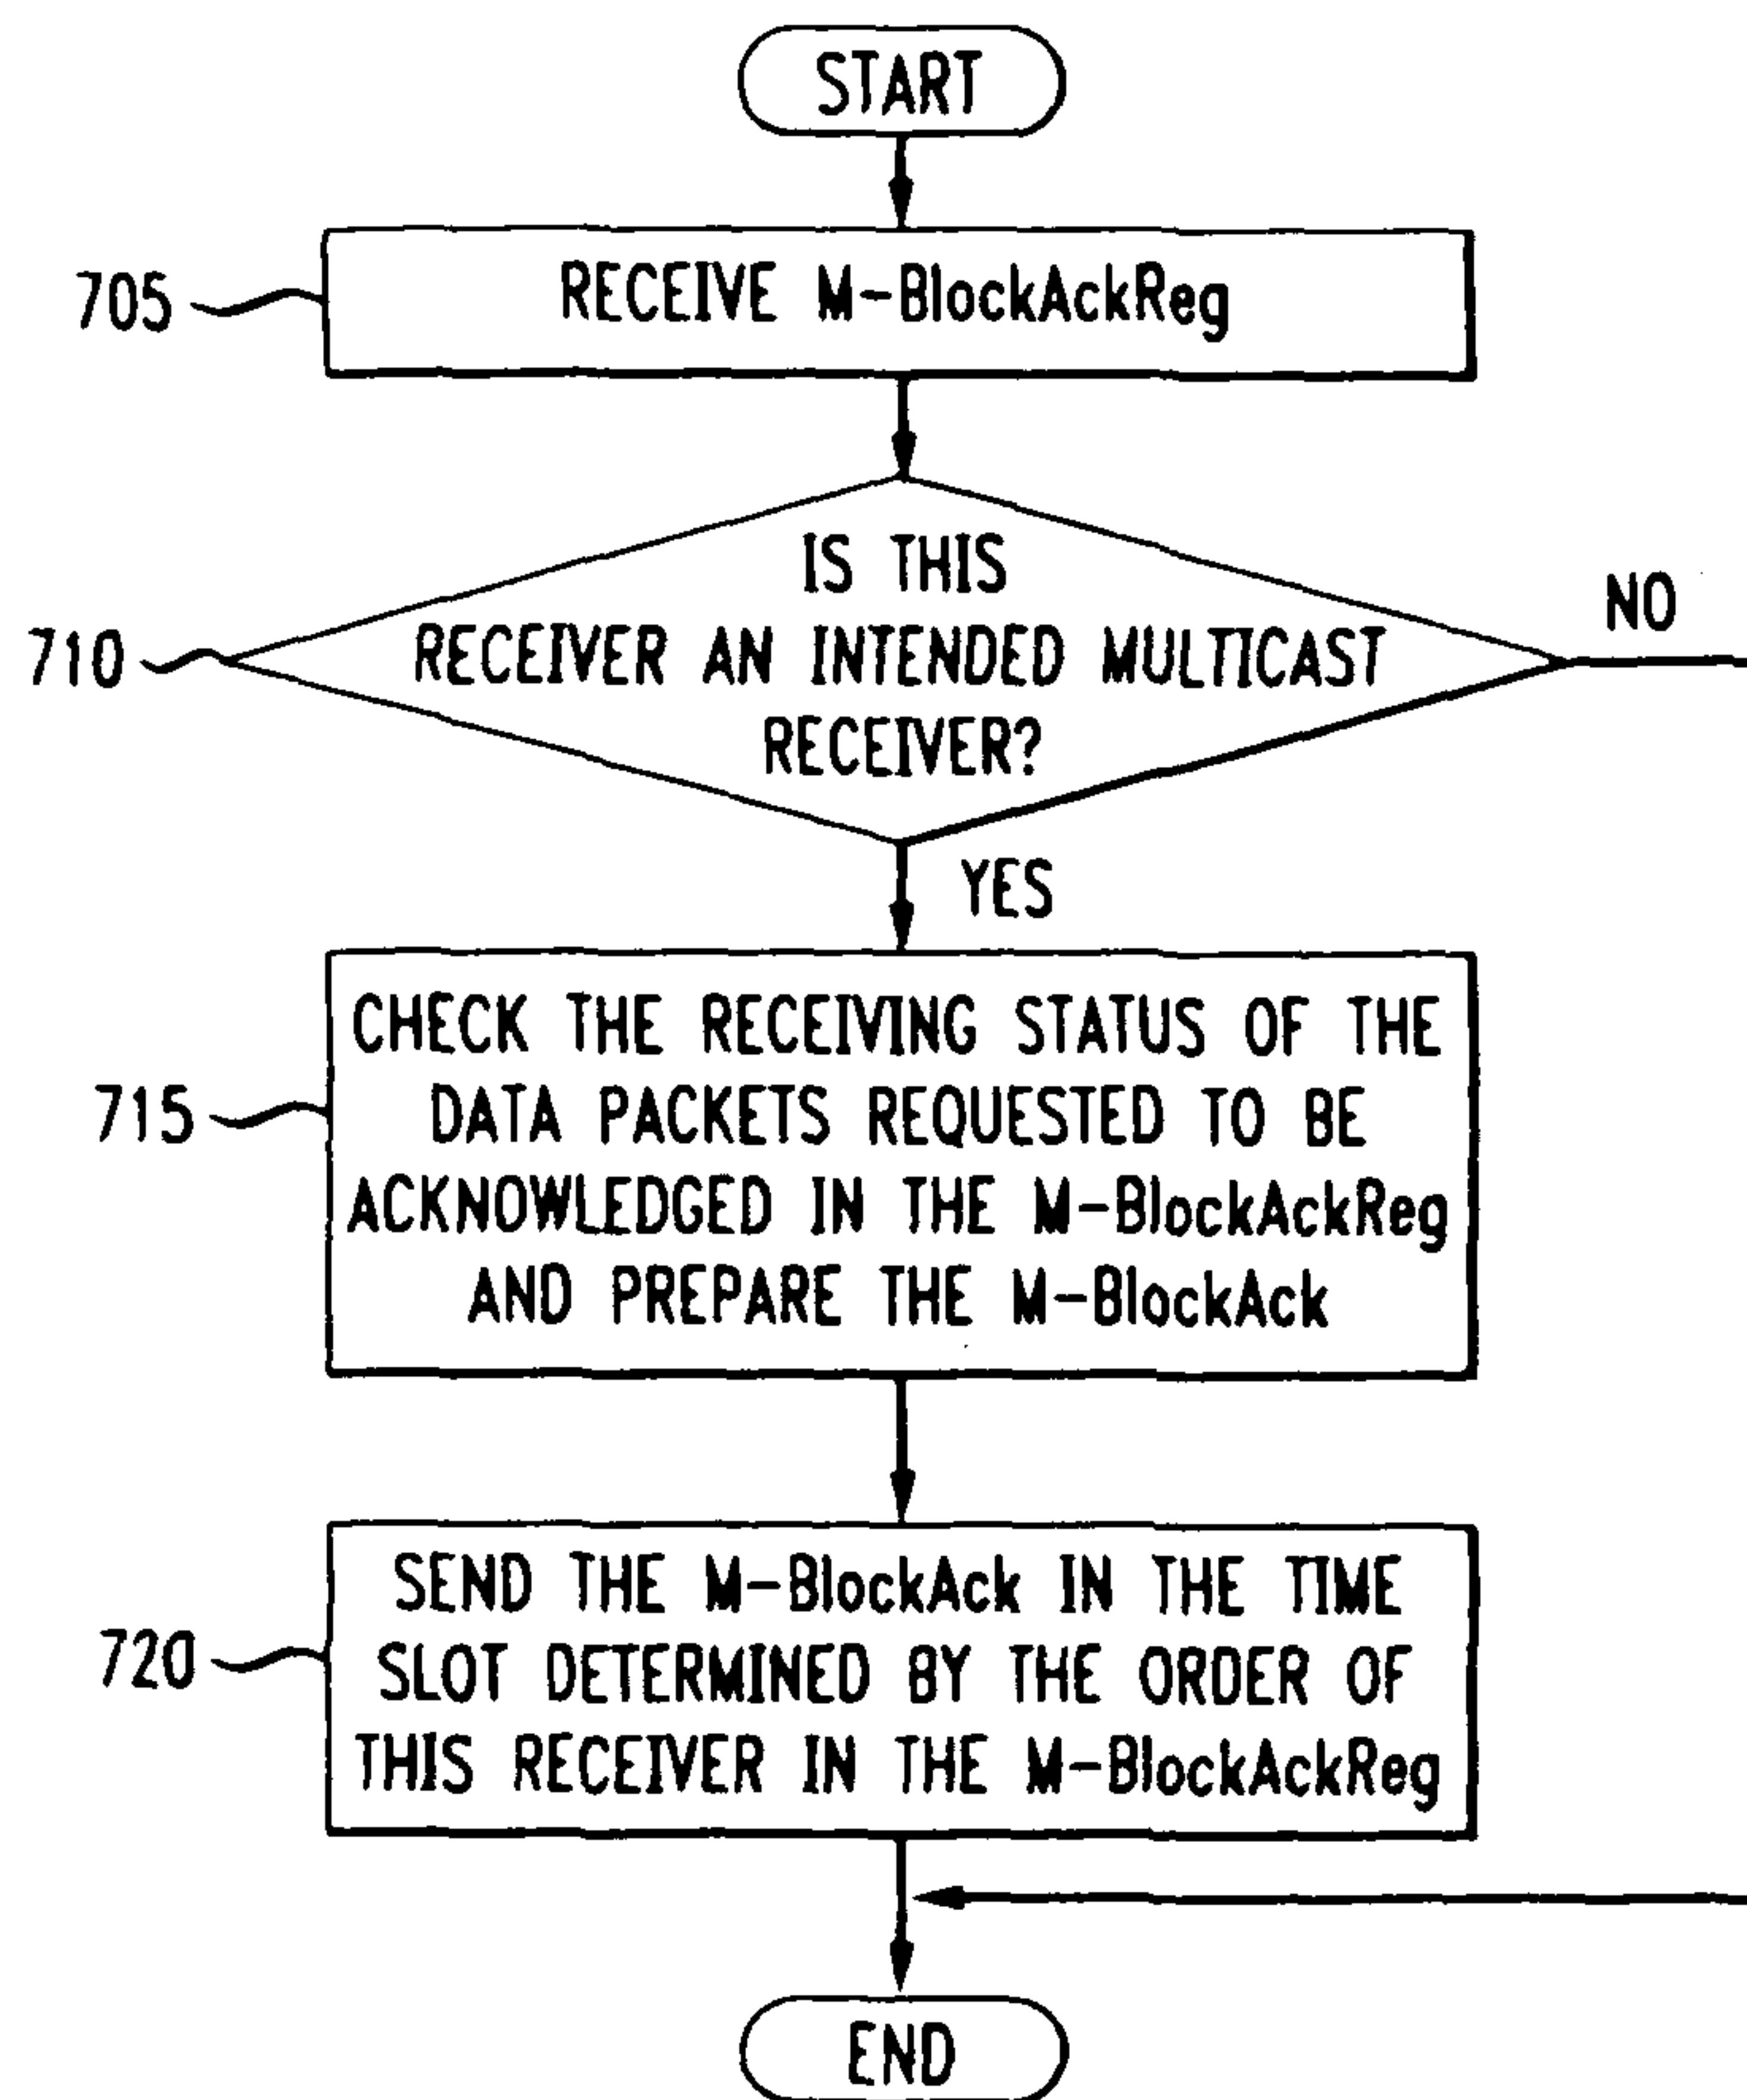 START
705
RECEIVE M-BlockAckReg
IS THIS
710
RECEIVER AN INTENDED MULTICAST
RECEIVER?
NO
YES
715
CHECK THE RECEIVING STATUS OF THE
DATA PACKETS REQUESTED TO BE
ACKNOWLEDGED IN THE M-BlockAckReg
AND PREPARE THE M-BlockAck
720
SEND THE M-BlockAck IN THE TIME
SLOT DETERMINED BY THE ORDER OF
THIS RECEIVER IN THE M-BlockAckReg
END